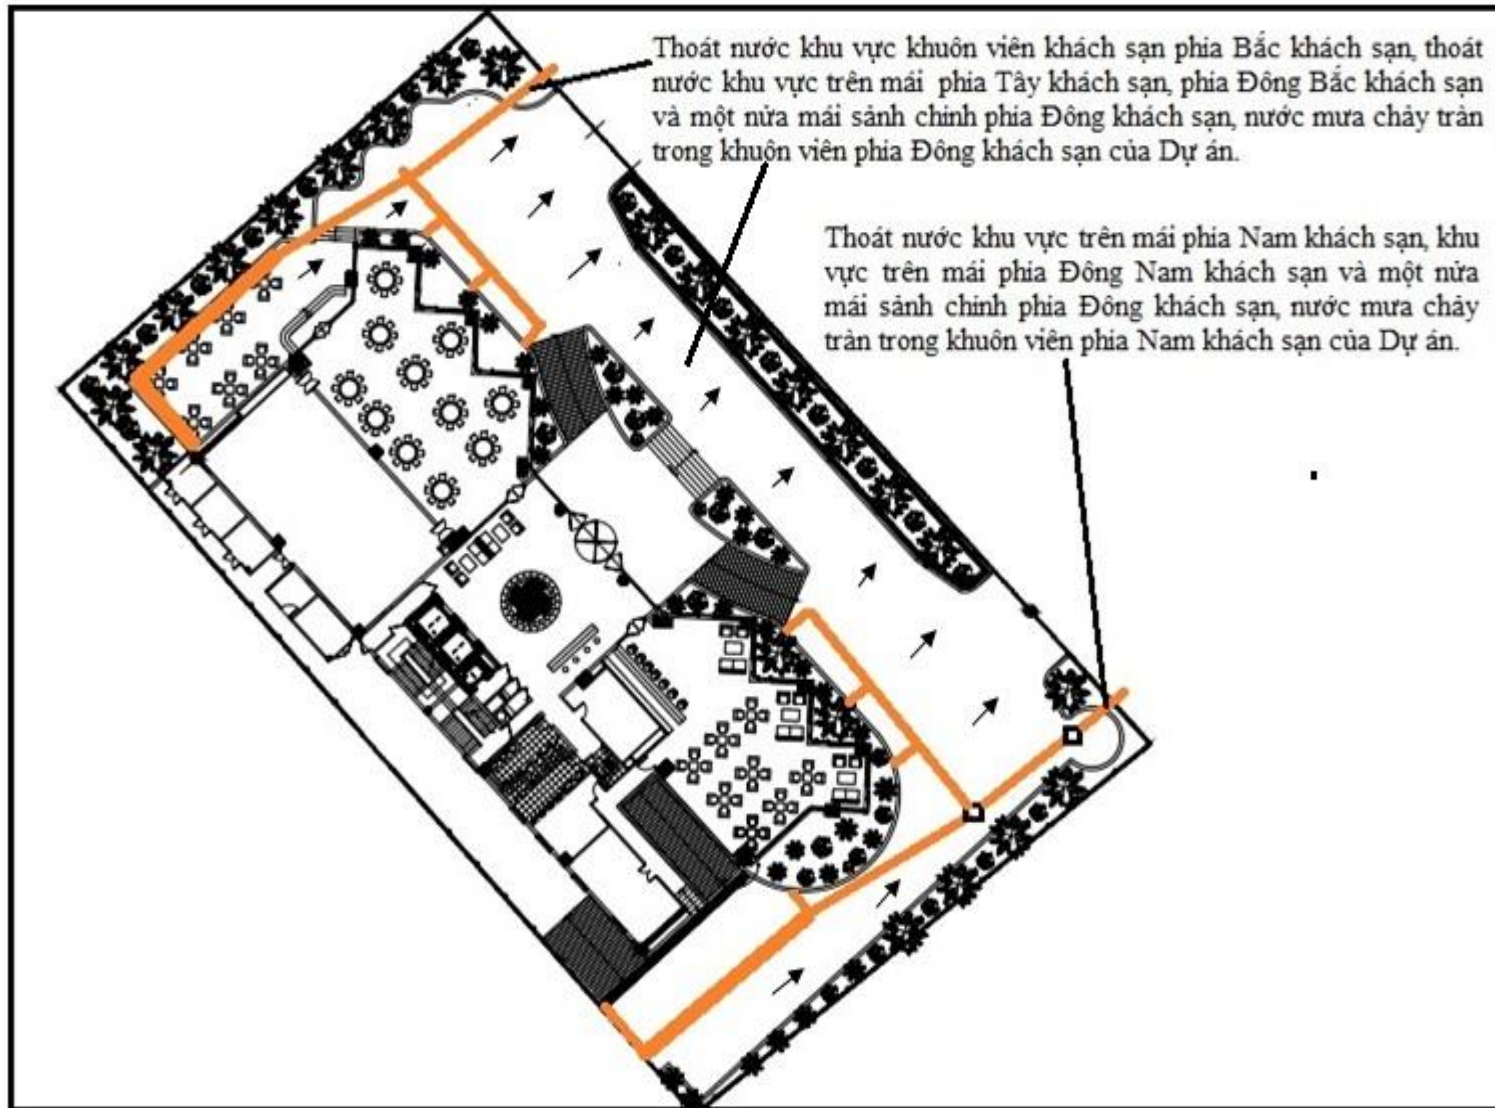 Thoát nước khu vực khuôn viên khách sạn phía Bắc khách sạn, thoát
nước khu vực trên mái phía Tây khách sạn, phía Đông Bắc khách sạn
và một nửa mái sảnh chinh phía Đông khách sạn, nước mưa chảy tràn
trong khuôn viên phía Đông khách sạn của Dự án.
Thoát nước khu vực trên mái phía Nam khách sạn, khu
vực trên mái phía Đông Nam khách sạn và một nửa
mái sảnh chinh phía Đông khách sạn, nước mưa chảy
tràn trong khuôn viên phía Nam khách sạn của Dự án.